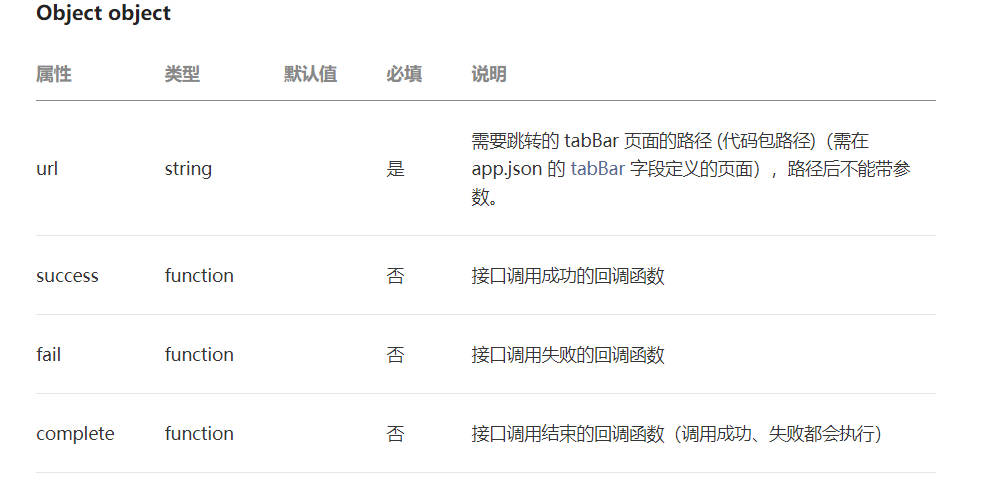 Object object
属性 类型 默认值 必填 说明
需要跳转的 tabBar 页面的路径 (代码包路径)（需在
url string 是 app.json 的 tabBar 字段定义的页面），路径后不能带参
数。
success function 否 接口调用成功的回调函数
fail function 否 接口调用失败的回调函数
complete function 否 接口调用结束的回调函数（调用成功、失败都会执行）